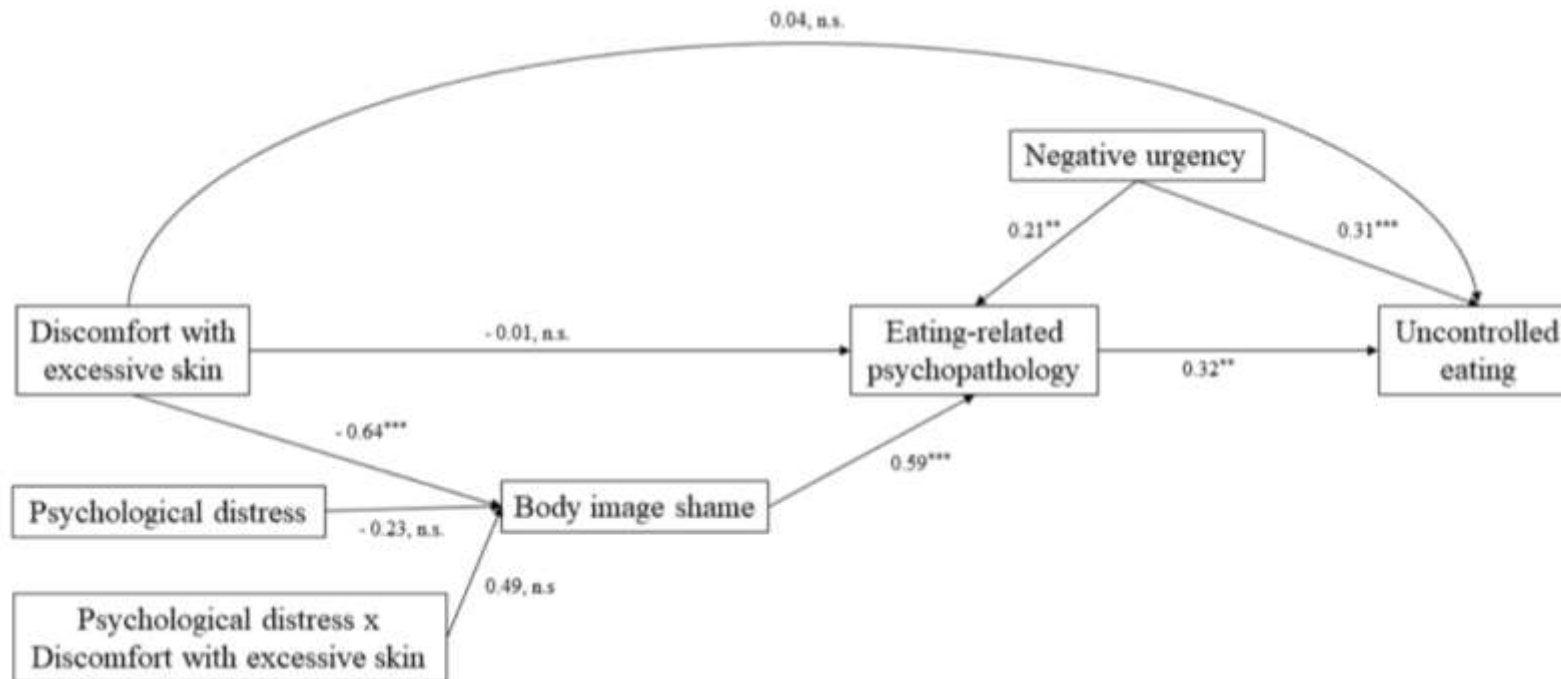 0.04, n.s.
Negative urgency
0.21**
0.31***
Discomfort with
excessive skin
- 0.01, n.s.
Eating-related
psychopathology
0.32**
Uncontrolled
eating
- 0.64***
0.59***
Psychological distress
- 0.23, n.s.
Body image shame
0.49, n.s
Psychological distress x
Discomfort with excessive skin